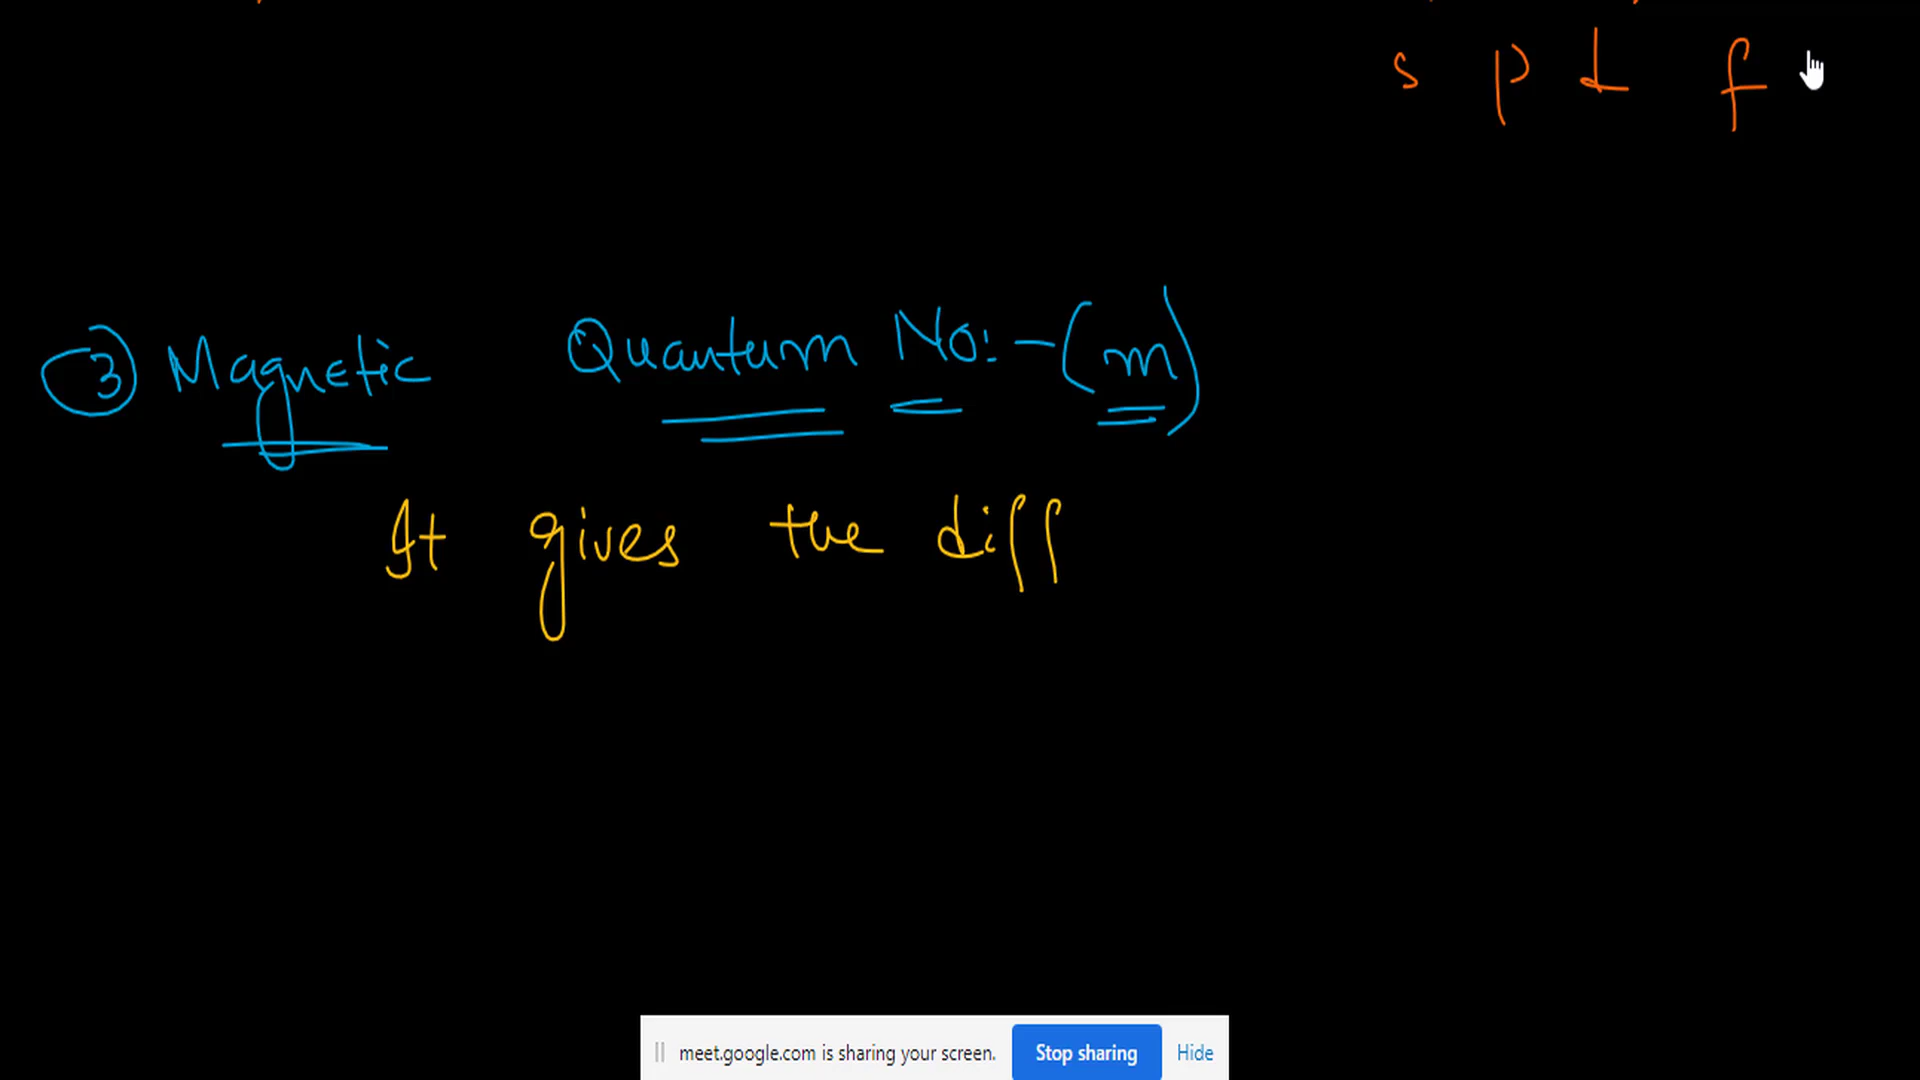 s p d f
③ Magnetic Quantum No: - (m)
It gives the diff
meet.google.com is sharing your screen. Stop sharing Hide